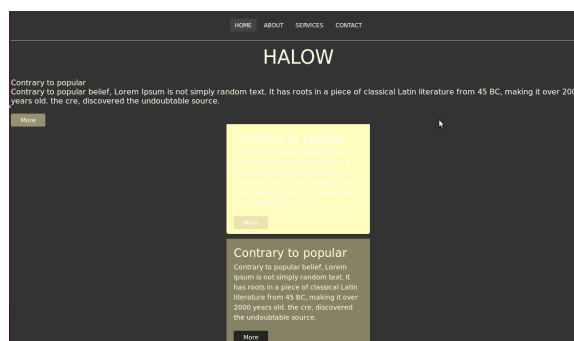 HOME ABOUT SERVICES CONTACT
HALOW
Contrary to popular
Contrary to popular belief, Lorem Ipsum is not simply random text. It has roots in a piece of classical Latin literature from 45 BC, making it over 200
years old. the cre, discovered the undoubtable source.
More
Contrary to popular
More
Contrary to popular
Contrary to popular belief, Lorem
Ipsum is not simply random text. It
has roots in a piece of classical Latin
literature from 45 BC, making it over
2000 years old. the cre, discovered
the undoubtable source.
More